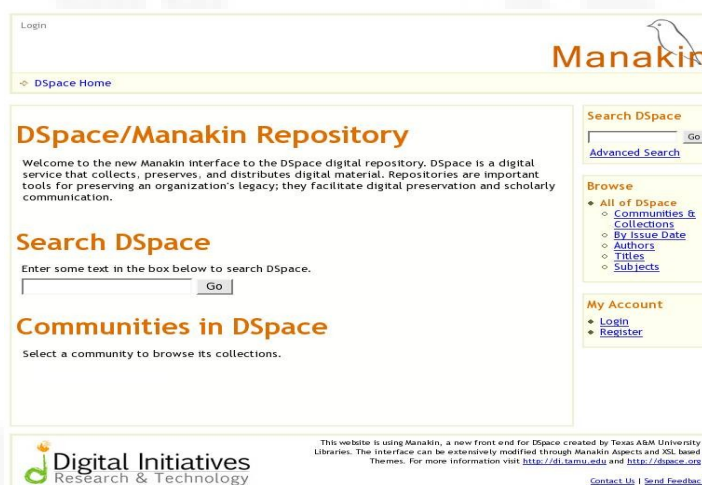 Login
Manakin
DSpace Home
DSpace/Manakin Repository
Welcome to the new Manakin interface to the DSpace digital repository. DSpace is a digital
service that collects, preserves, and distributes digital material. Repositories are important
tools for preserving an organization's legacy; they facilitate digital preservation and scholarly
communication.
Search DSpace
Enter some text in the box below to search DSpace.
Go
Communities in DSpace
Select a community to browse its collections.
Search DSpace
Go
Advanced Search
Browse
All of DSpace
Communities &
Collections
By Issue Date
Authors
Titles
Subjects
My Account
Login
Register
Digital Initiatives
Research & Technology
This website is using Manakin, a new front end for DSpace created by Texas A&M University
Libraries. The interface can be extensively modified through Manakin Aspects and XSL based
Themes. For more information visit http://di.tamu.edu and http://dspace.org
Contact Us | Send Feedbac